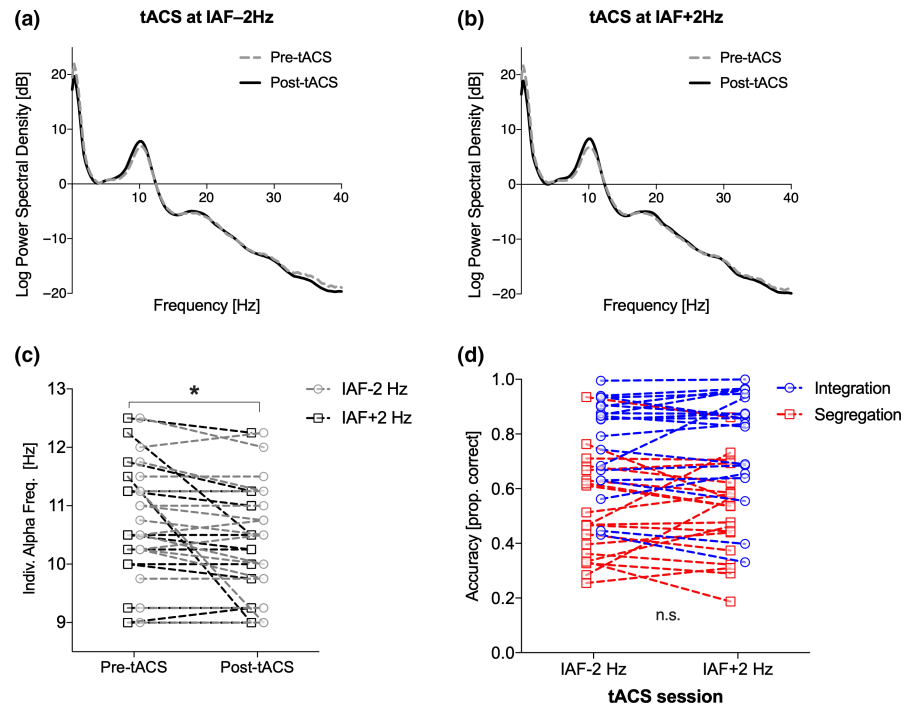 (a)
tACS at IAF–2Hz
Pre-tACS
Post-tACS
Log Power Spectral Density [dB]
20
10
0
–10
–20
10
20
30
40
Frequency [Hz]
(b)
tACS at IAF+2Hz
Pre-tACS
Post-tACS
Log Power Spectral Density [dB]
20
10
0
–10
–20
10
20
30
40
Frequency [Hz]
(c)
*
IAF-2 Hz
IAF+2 Hz
Indiv. Alpha Freq. [Hz]
13
12
11
10
9
Pre-tACS
Post-tACS
(d)
Integration
Segregation
Accuracy [prop. correct]
1.0
0.8
0.6
0.4
0.2
0.0
n.s.
IAF-2 Hz
IAF+2 Hz
tACS session